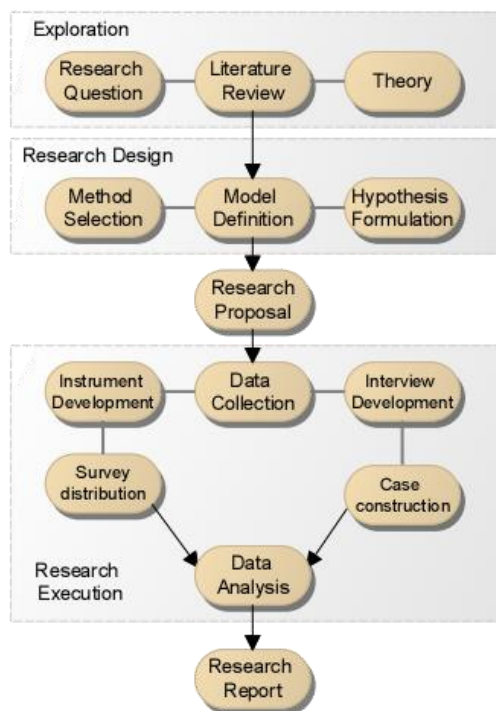 Exploration
Research
Question
Literature
Review
Theory
Research Design
Method
Selection
Model
Definition
Hypothesis
Formulation
Research
Proposal
Instrument
Development
Data
Collection
Interview
Development
Survey
distribution
Case
construction
Research
Execution
Data
Analysis
Research
Report